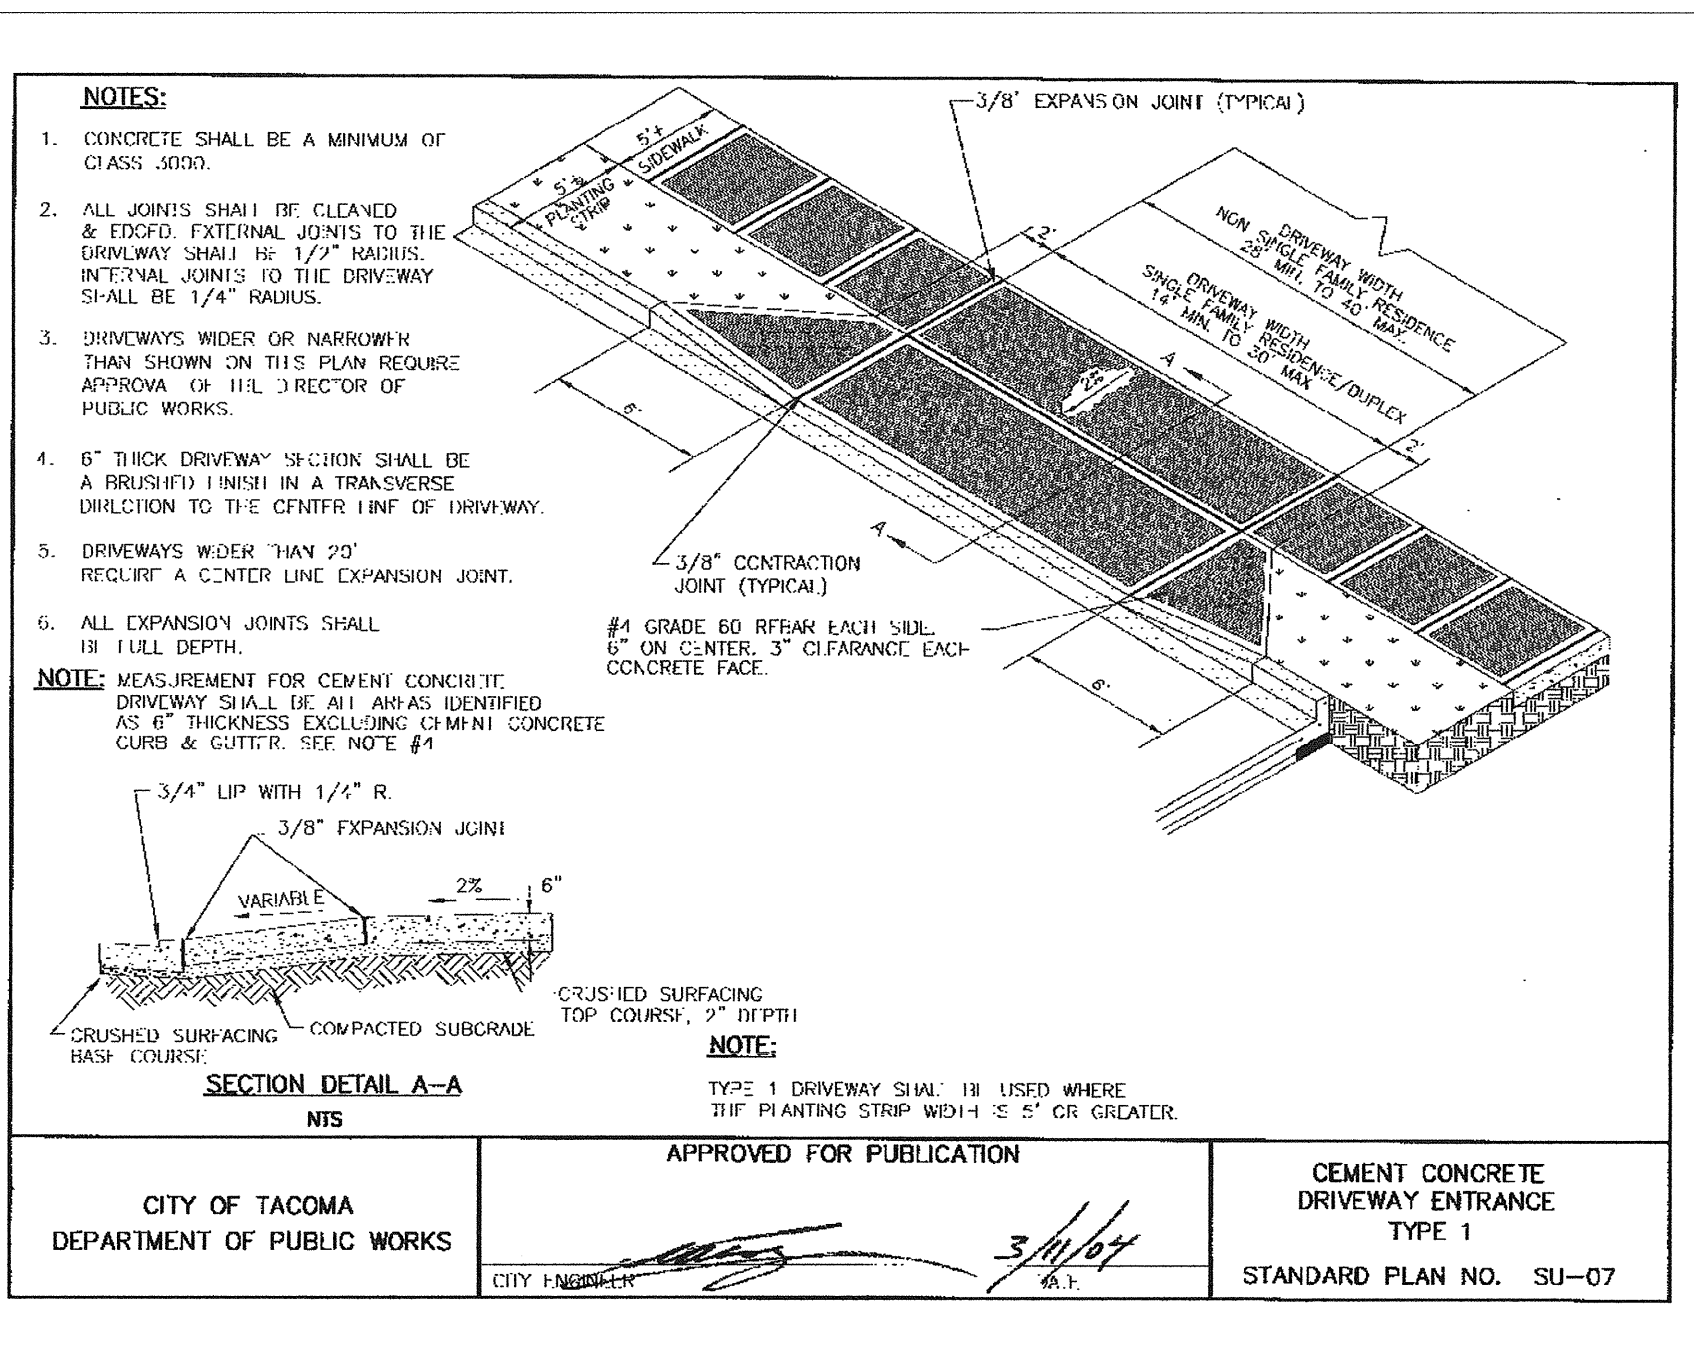 NOTES:
1. CONCRETE SHALL BE A MINIMUM OF
CLASS 3000.
2. ALL JOINTS SHALL BE CLEANED
& EDGED. EXTERNAL JOINTS TO THE
DRIVEWAY SHALL BE 1/2" RADIUS.
INTERNAL JOINTS TO THE DRIVEWAY
SHALL BE 1/4" RADIUS.
3. DRIVEWAYS WIDER OR NARROWER
THAN SHOWN ON THIS PLAN REQUIRE
APPROVAL OF THE DIRECTOR OF
PUBLIC WORKS.
4. 6" THICK DRIVEWAY SECTION SHALL BE
A BRUSHED FINISH IN A TRANSVERSE
DIRECTION TO THE CENTER LINE OF DRIVEWAY.
5. DRIVEWAYS WIDER THAN 20'
REQUIRE A CENTER LINE EXPANSION JOINT.
6. ALL EXPANSION JOINTS SHALL
BE FULL DEPTH.
NOTE: MEASUREMENT FOR CEMENT CONCRETE
DRIVEWAY SHALL BE ALL AREAS IDENTIFIED
AS 6" THICKNESS EXCLUDING CEMENT CONCRETE
CURB & GUTTER. SEE NOTE #4
3/8" EXPANSION JOINT (TYPICAL)
5'±
SIDEWALK
5'±
PLANTING
STRIP
2'
DRIVEWAY WIDTH
NON SINGLE FAMILY RESIDENCE
28' MIN. TO 40' MAX.
DRIVEWAY WIDTH
SINGLE FAMILY RESIDENCE/DUPLEX
14' MIN. TO 30' MAX
2'
A
A
6'
3/8" CONTRACTION
JOINT (TYPICAL)
#4 GRADE 60 REBAR EACH SIDE.
6" ON CENTER. 3" CLEARANCE EACH
CONCRETE FACE.
6'
3/4" LIP WITH 1/4" R.
3/8" EXPANSION JOINT
VARIABLE
2%
6"
CRUSHED SURFACING
TOP COURSE, 2" DEPTH
COMPACTED SUBGRADE
CRUSHED SURFACING
BASE COURSE
SECTION DETAIL A-A
NTS
NOTE:
TYPE 1 DRIVEWAY SHALL BE USED WHERE
THE PLANTING STRIP WIDTH IS 5' OR GREATER.
CITY OF TACOMA
DEPARTMENT OF PUBLIC WORKS
APPROVED FOR PUBLICATION
3/11/04
CITY ENGINEER
DATE
CEMENT CONCRETE
DRIVEWAY ENTRANCE
TYPE 1
STANDARD PLAN NO. SU-07